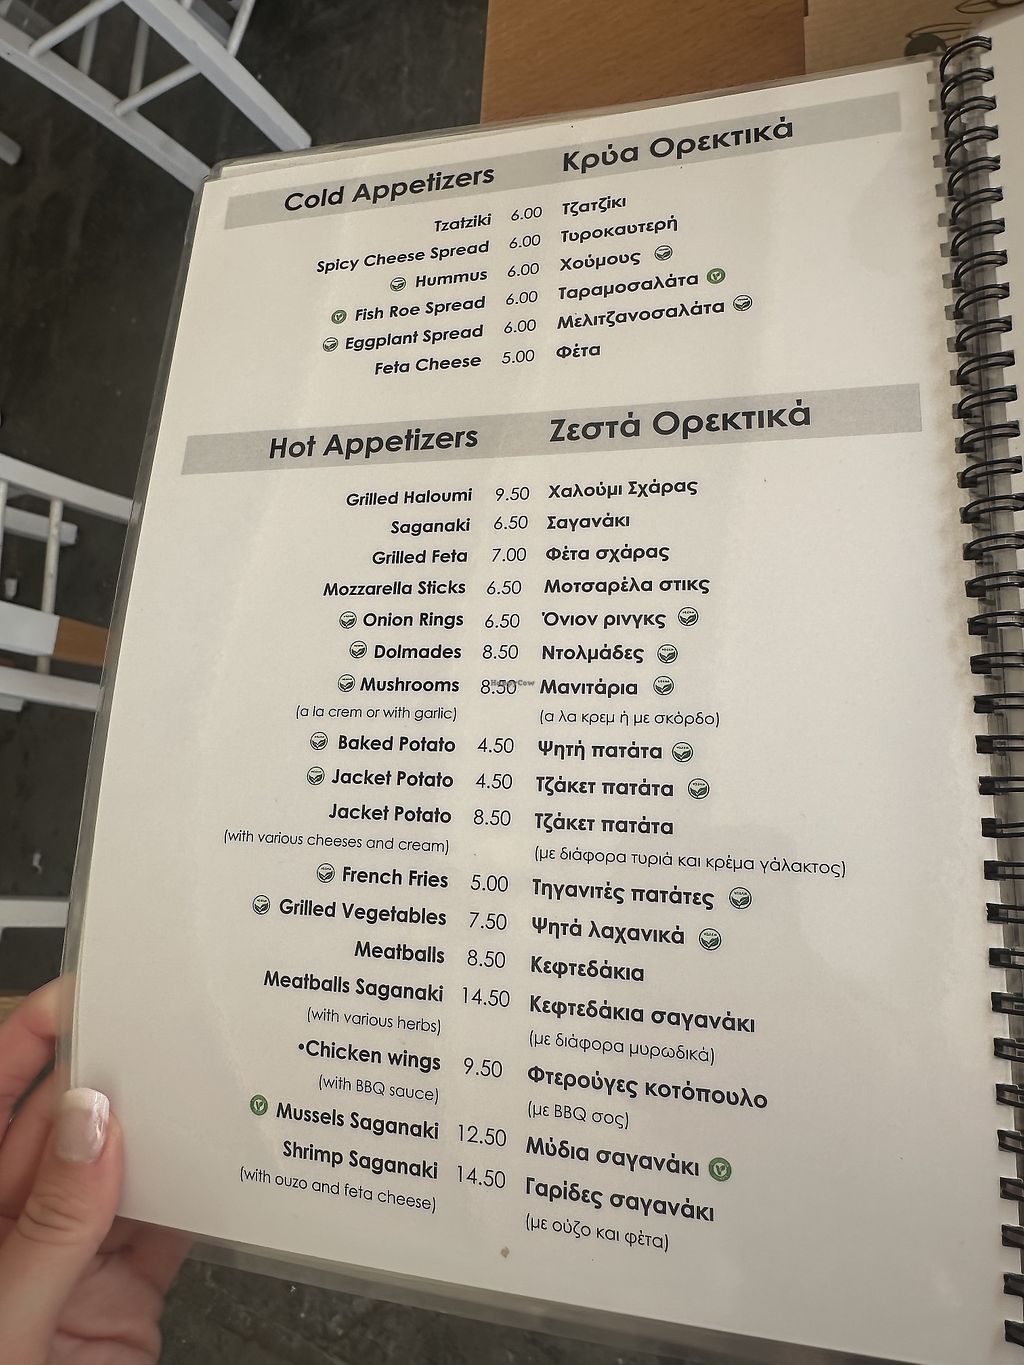 Cold Appetizers Κρύα Ορεκτικά
Tzatziki 6.00 Τζατζίκι
Spicy Cheese Spread 6.00 Τυροκαυτερή
Hummus 6.00 Χούμους
Fish Roe Spread 6.00 Ταραμοσαλάτα
Eggplant Spread 6.00 Μελιτζανοσαλάτα
Feta Cheese 5.00 Φέτα
Hot Appetizers Ζεστά Ορεκτικά
Grilled Haloumi 9.50 Χαλούμι Σχάρας
Saganaki 6.50 Σαγανάκι
Grilled Feta 7.00 Φέτα σχάρας
Mozzarella Sticks 6.50 Μοτσαρέλα στικς
Onion Rings 6.50 Όνιον ρινγκς
Dolmades 8.50 Ντολμάδες
Mushrooms 8.50 Μανιτάρια
(a la crem or with garlic) (α λα κρεμ ή με σκόρδο)
Baked Potato 4.50 Ψητή πατάτα
Jacket Potato 4.50 Τζάκετ πατάτα
Jacket Potato 8.50 Τζάκετ πατάτα
(with various cheeses and cream) (με διάφορα τυριά και κρέμα γάλακτος)
French Fries 5.00 Τηγανιτές πατάτες
Grilled Vegetables 7.50 Ψητά λαχανικά
Meatballs 8.50 Κεφτεδάκια
Meatballs Saganaki 14.50 Κεφτεδάκια σαγανάκι
(with various herbs) (με διάφορα μυρωδικά)
•Chicken wings 9.50 Φτερούγες κοτόπουλο
(with BBQ sauce) (με BBQ σος)
Mussels Saganaki 12.50 Μύδια σαγανάκι
Shrimp Saganaki 14.50 Γαρίδες σαγανάκι
(with ouzo and feta cheese) (με ούζο και φέτα)